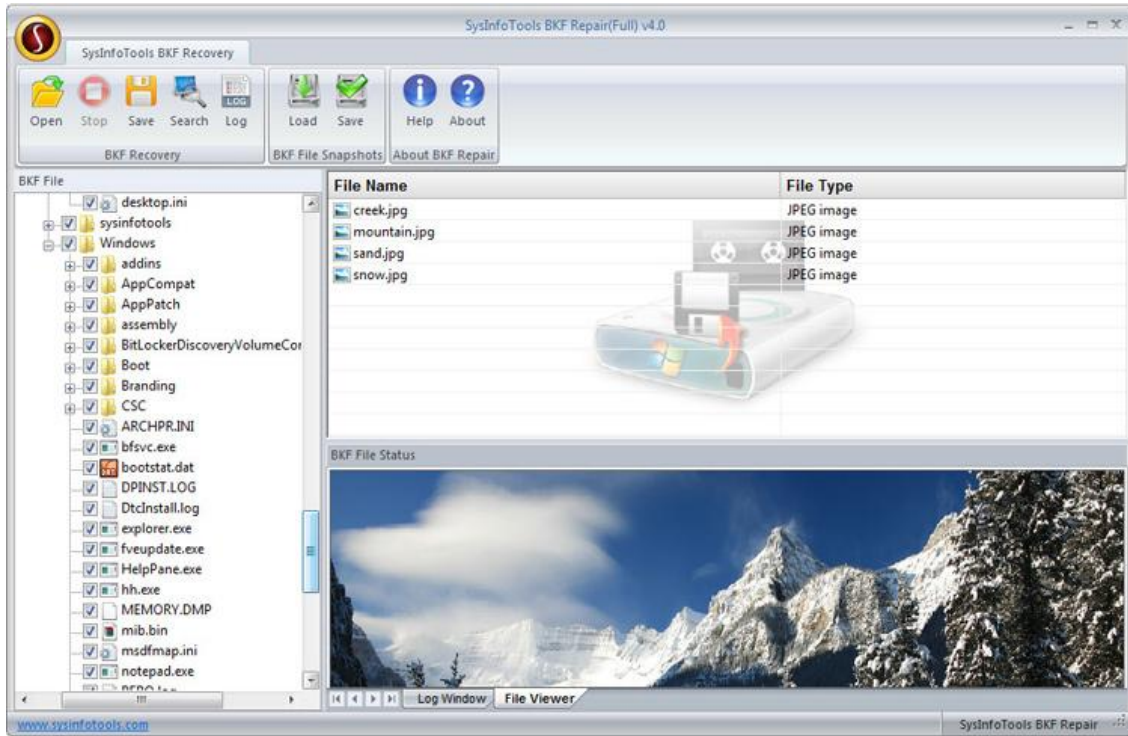 SysInfoTools BKF Repair(Full) v4.0
SysInfoTools BKF Recovery
Open Stop Save Search Log Load Save Help About
LOG
BKF Recovery BKF File Snapshots About BKF Repair
BKF File
desktop.ini
sysinfotools
Windows
addins
AppCompat
AppPatch
assembly
BitLockerDiscoveryVolumeCor
Boot
Branding
CSC
ARCHPR.INI
bfsvc.exe
bootstat.dat
DPINST.LOG
DtcInstall.log
explorer.exe
fveupdate.exe
HelpPane.exe
hh.exe
MEMORY.DMP
mib.bin
msdfmap.ini
notepad.exe
File Name File Type
creek.jpg JPEG image
mountain.jpg JPEG image
sand.jpg JPEG image
snow.jpg JPEG image
BKF File Status
Log Window File Viewer
www.sysinfotools.com SysInfoTools BKF Repair